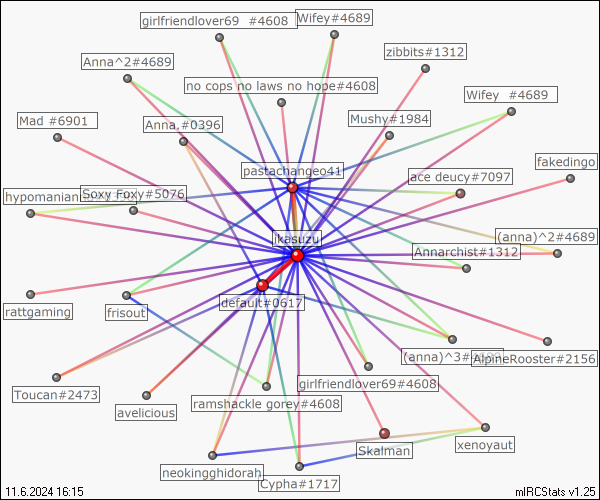 girlfriendlover69 #4608
Wifey#4689
zibbits#1312
Anna^2#4689
no cops no laws no hope#4608
Wifey #4689
Mad #6901
Anna.#0396
Mushy#1984
fakedingo
pastachangeo41
ace deucy#7097
hypomanian
Soxy Foxy#5076
ikasuzu
(anna)^2#4689
Annarchist#1312
rattgaming
frisout
default#0617
(anna)^3#
AlpineRooster#2156
girlfriendlover69#4608
Toucan#2473
avelicious
ramshackle gorey#4608
xenoyaut
Skalman
neokingghidorah
Cypha#1717
11.6.2024 16:15
mIRCStats v1.25